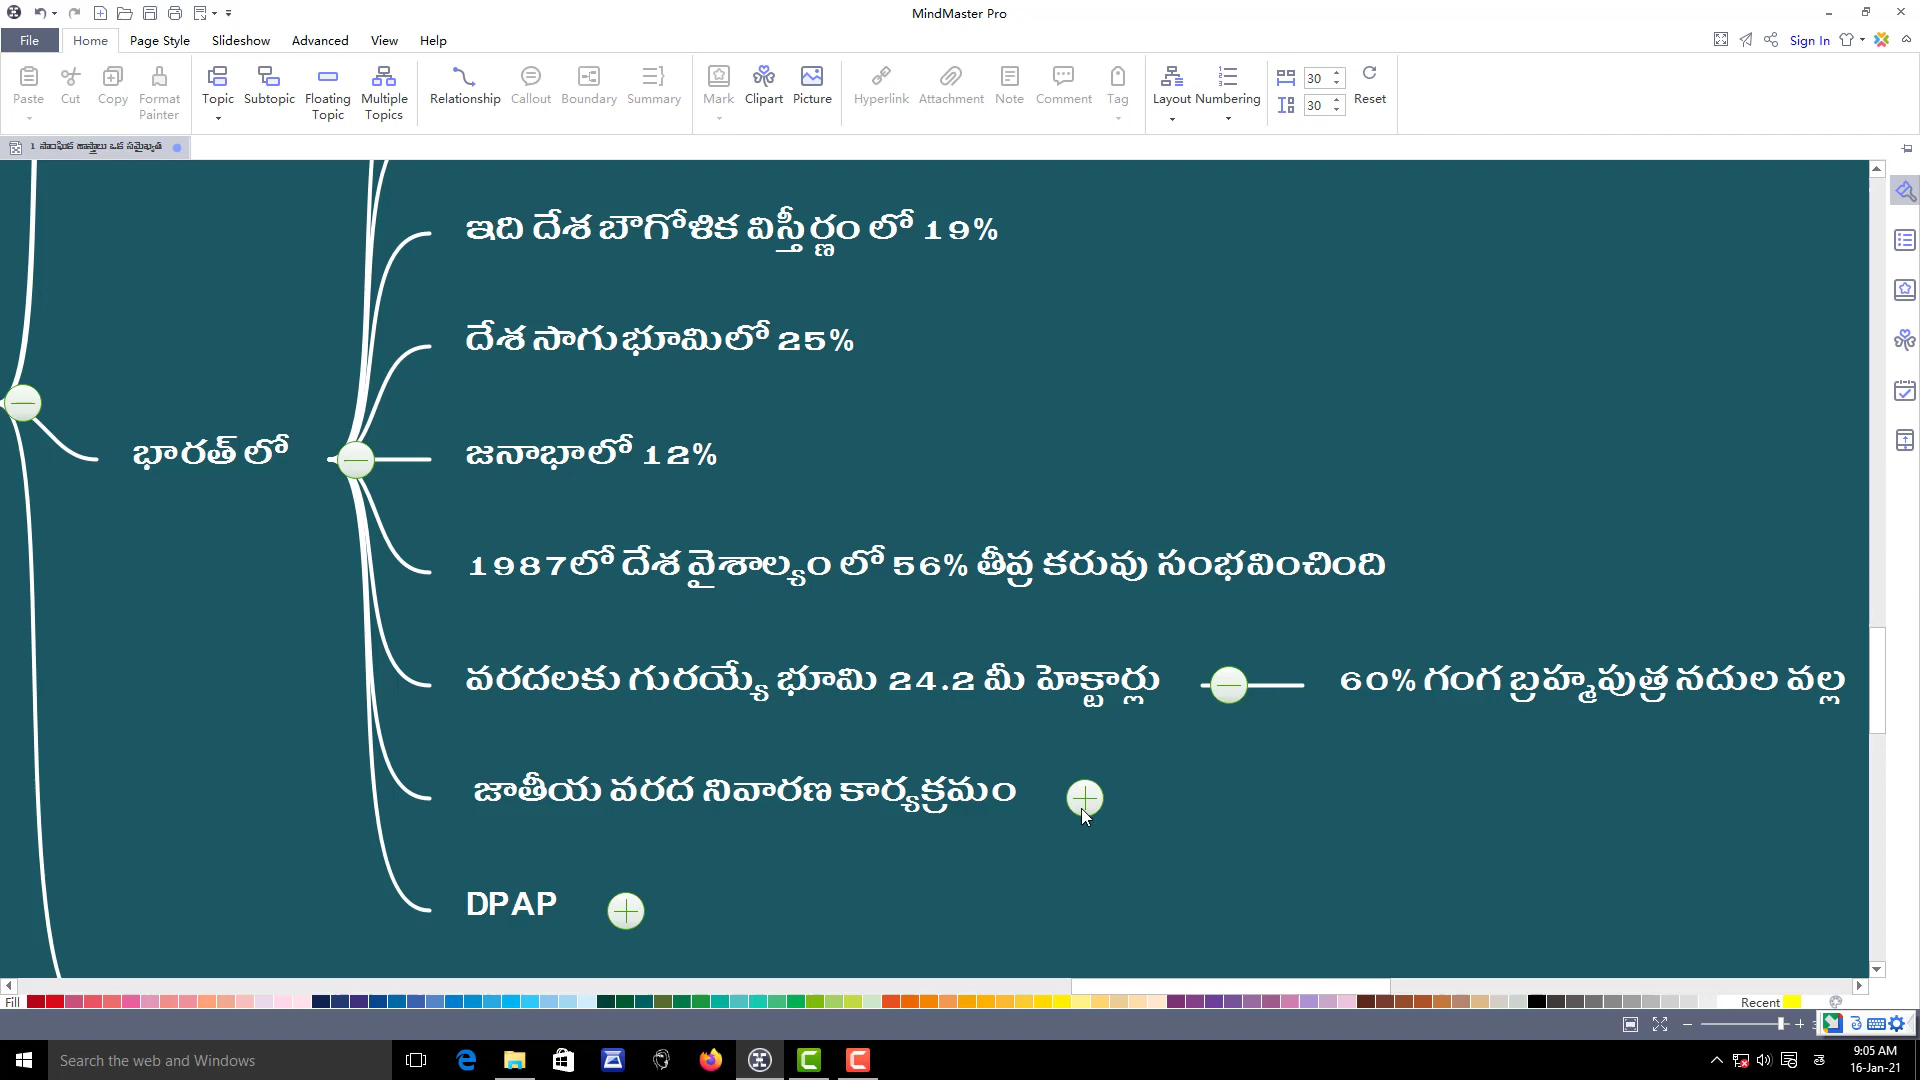 MindMaster Pro
File Home Page Style Slideshow Advanced View Help
Sign In
Paste Cut Copy Format Painter Topic Subtopic Floating Topic Multiple Topics Relationship Callout Boundary Summary Mark Clipart Picture Hyperlink Attachment Note Comment Tag Layout Numbering 30 30 Reset
1 సాంఘిక శాస్త్రాలు ఒక సమైఖ్యత
ఇది దేశ బౌగోళిక విస్తీర్ణం లో 19%
దేశ సాగు భూమిలో 25%
భారత్ లో
జనాభాలో 12%
1987లో దేశ వైశాల్యం లో 56% తీవ్ర కరువు సంభవించింది
వరదలకు గురయ్యే భూమి 24.2 మీ హెక్టార్లు
60% గంగ బ్రహ్మపుత్ర నదుల వల్ల
జాతీయ వరద నివారణ కార్యక్రమం
DPAP
Fill
Recent
Search the web and Windows
9:05 AM
16-Jan-21